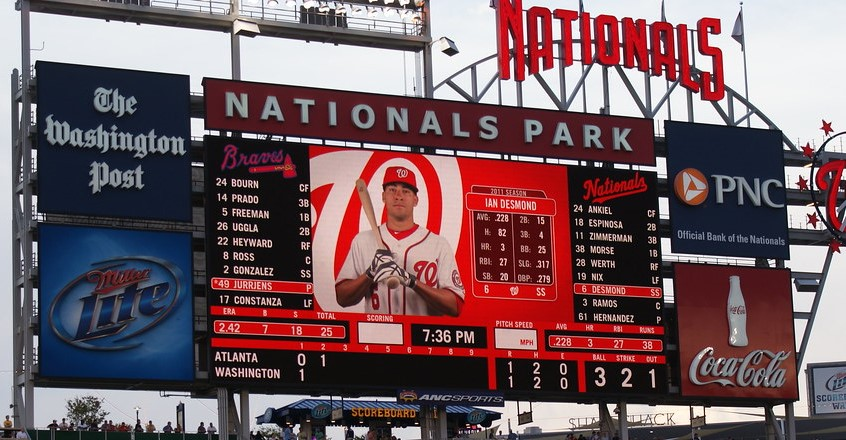 NATIONALS
NATIONALS PARK
The
Washington
Post
Miller
Lite
Braves
24 BOURN CF
14 PRADO 3B
5 FREEMAN 1B
26 UGGLA 2B
22 HEYWARD RF
8 ROSS C
2 GONZALEZ SS
*49 JURRJENS P
17 CONSTANZA LF
2011 SEASON
IAN DESMOND
AVG: .228 2B: 15
H: 82 3B: 4
HR: 3 BB: 25
RBI: 27 SLG: .317
SB: 20 OBP: .279
6 W SS
W
W
6
Nationals
24 ANKIEL CF
8 ESPINOSA 2B
11 ZIMMERMAN 3B
38 MORSE 1B
28 WERTH RF
19 NIX LF
6 DESMOND SS
3 RAMOS C
61 HERNANDEZ P
ERA B S TOTAL
2.42 7 18 25
SCORING
7:36 PM
PITCH SPEED
MPH
AVG HR RBI RUNS
.228 3 27 38
1 2 3 4 5 6 7 8 9 R H E BALL STRIKE OUT
ATLANTA 0 1 1 2 0
WASHINGTON 1 1 2 0
3 2 1
PNC
Official Bank of the Nationals
Coca-Cola
ANCSPORTS
SCOREBOARD